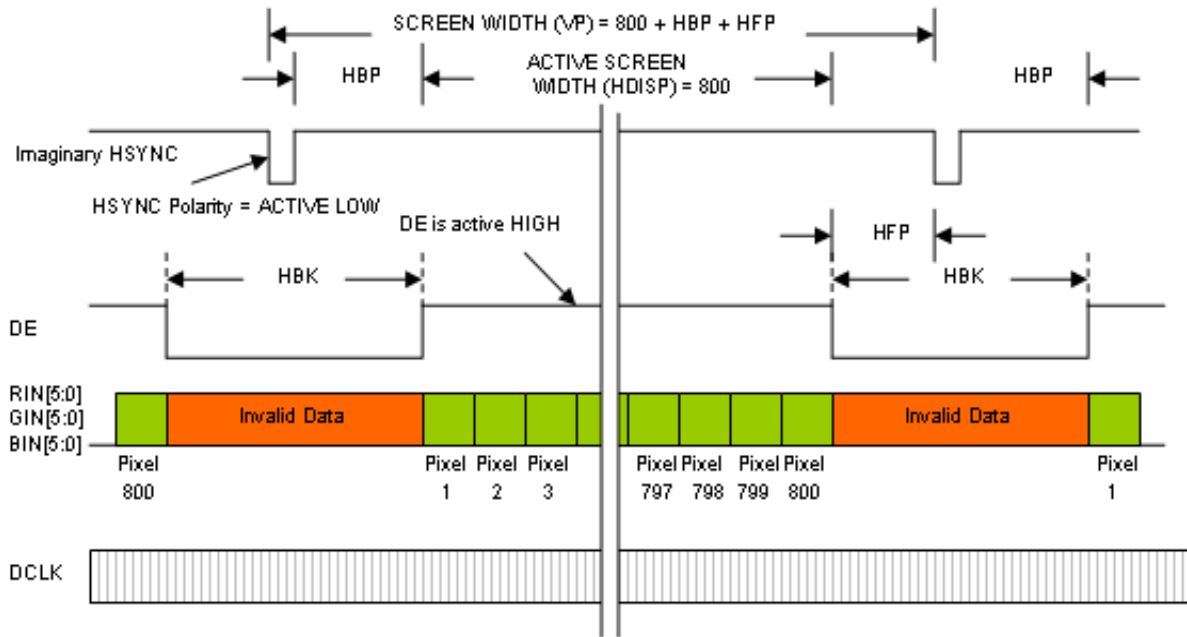 SCREEN WIDTH (VP) = 800 + HBP + HFP
HBP
ACTIVE SCREEN
WIDTH (HDISP) = 800
HBP
Imaginary HSYNC
HSYNC Polarity = ACTIVE LOW
DE is active HIGH
HFP
HBK
HBK
DE
RIN[5:0]
GIN[5:0]
BIN[5:0]
Invalid Data
Invalid Data
Pixel 800
Pixel 1
Pixel 2
Pixel 3
Pixel 797
Pixel 798
Pixel 799
Pixel 800
Pixel 1
DCLK